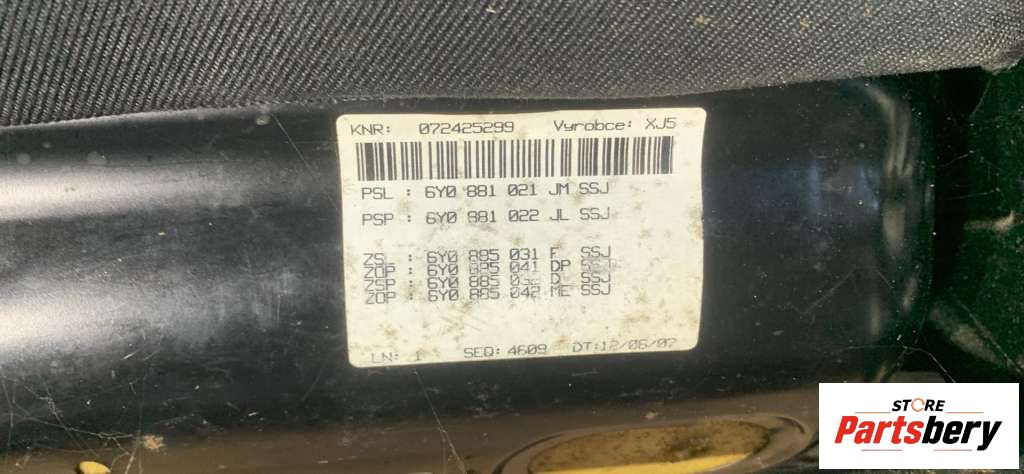 KNR: 072425299 Vyrobce: XJ5
PSL : 6Y0 881 021 JM SSJ
PSP : 6Y0 881 022 JL SSJ
: 6Y0 885 031 F SSJ
: 6Y0 885 041 DP
ZSP : 6Y0 885 D SSJ
ZOP : 6Y0 885 042 ME SSJ
LN: 1 SEQ: 4609 DT:12/06/07
STORE
Partsbery